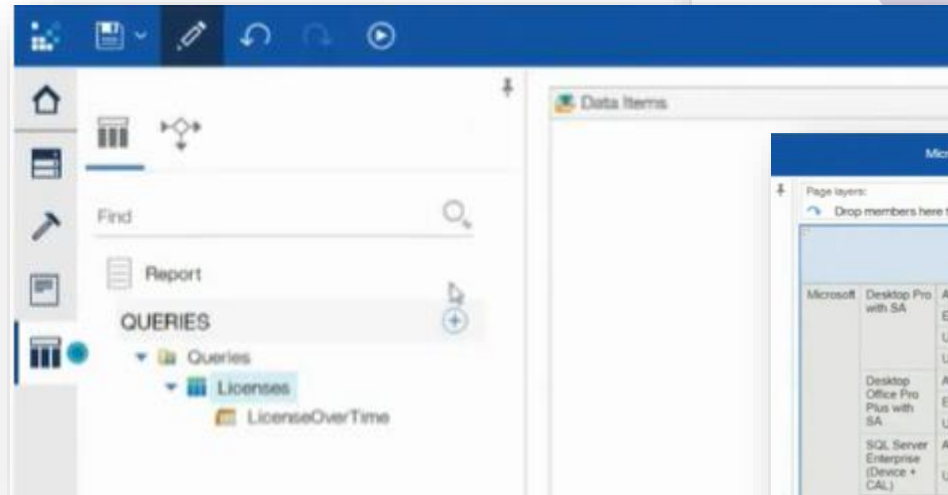 Data Items
Find
Report
QUERIES
Queries
Licenses
LicenseOverTime
Page layers:
Drop members here
Microsoft
Desktop Pro
with SA
A
E
U
U
Desktop
Office Pro
Plus with
SA
A
E
U
SQL Server
Enterprise
(Device +
CAL)
A
U